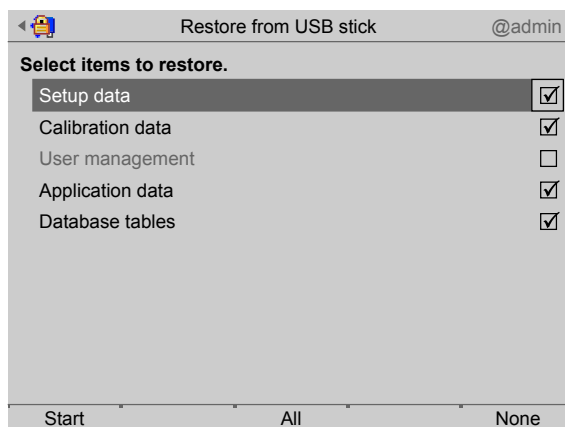 Restore from USB stick @admin
Select items to restore.
Setup data
Calibration data
User management
Application data
Database tables
Start All None